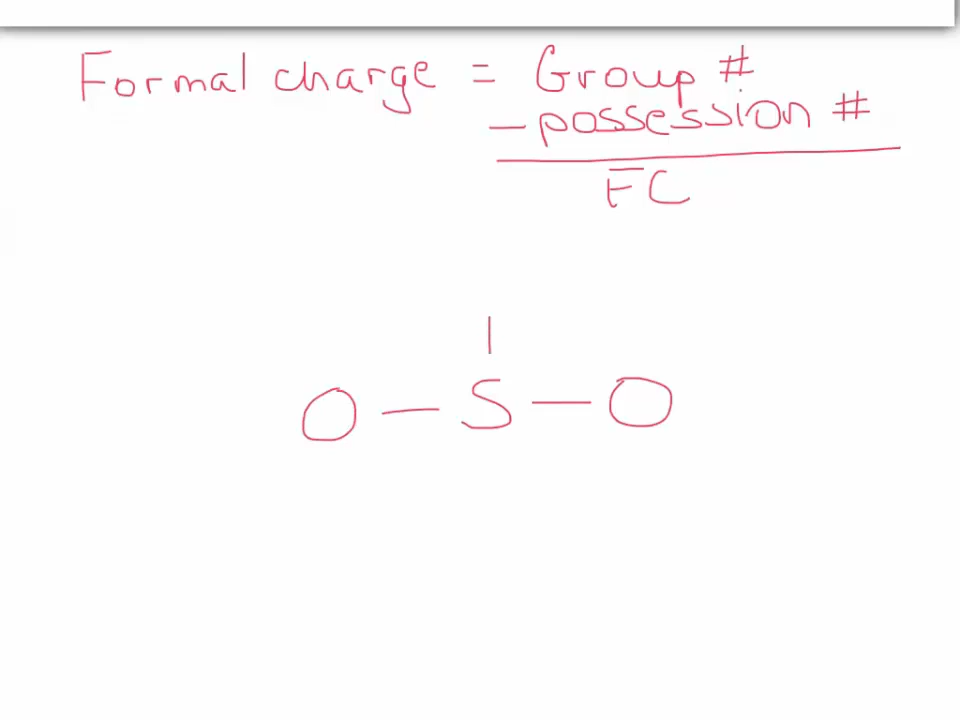 Formal charge = Group #
- possession #
FC
O - S - O